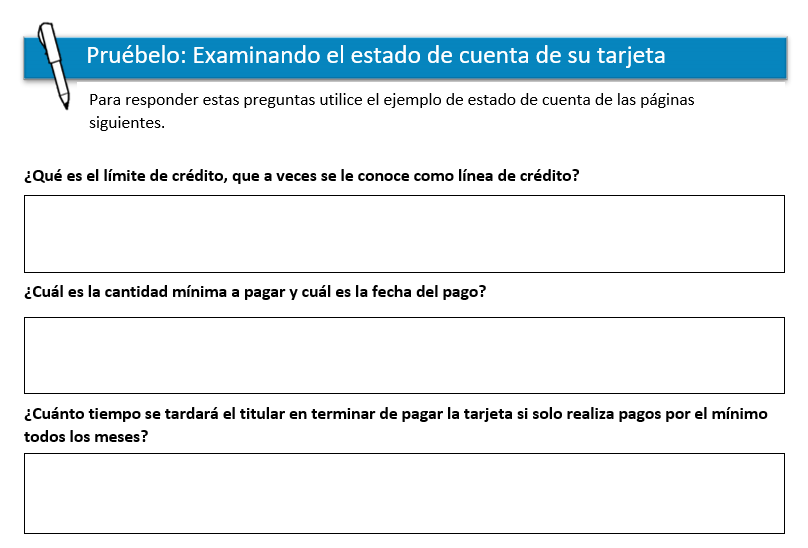 Pruébelo: Examinando el estado de cuenta de su tarjeta
Para responder estas preguntas utilice el ejemplo de estado de cuenta de las páginas
siguientes.
¿Qué es el límite de crédito, que a veces se le conoce como línea de crédito?
¿Cuál es la cantidad mínima a pagar y cuál es la fecha del pago?
¿Cuánto tiempo se tardará el titular en terminar de pagar la tarjeta si solo realiza pagos por el mínimo
todos los meses?